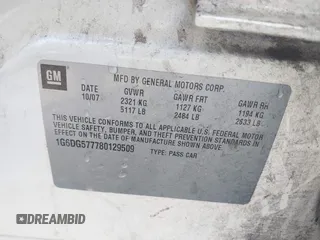 GM
MFD BY GENERAL MOTORS CORP.
DATE GVWR GAWR FRT GAWR RR
10/07 2321 KG 1127 KG 1194 KG
5117 LB 2484 LB 2633 LB
THIS VEHICLE CONFORMS TO ALL APPLICABLE U.S. FEDERAL MOTOR
VEHICLE SAFETY, BUMPER, AND THEFT PREVENTION STANDARDS
IN EFFECT ON THE DATE OF MANUFACTURE SHOWN ABOVE.
1G6DG577780129509 TYPE: PASS CAR
DREAMBID